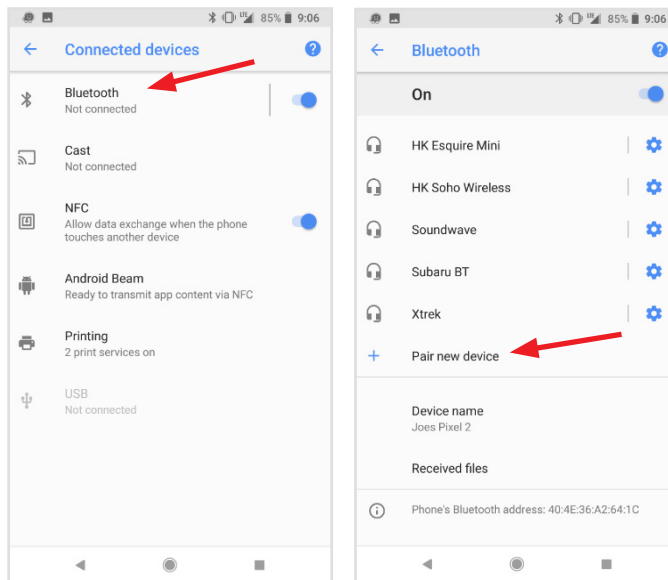 85% 9:06
Connected devices
Bluetooth
Not connected
Cast
Not connected
NFC
Allow data exchange when the phone
touches another device
Android Beam
Ready to transmit app content via NFC
Printing
2 print services on
USB
Not connected
LTE 85% 9:06
Bluetooth
On
HK Esquire Mini
HK Soho Wireless
Soundwave
Subaru BT
Xtrek
Pair new device
Device name
Joes Pixel 2
Received files
Phone's Bluetooth address: 40:4E:36:A2:64:1C